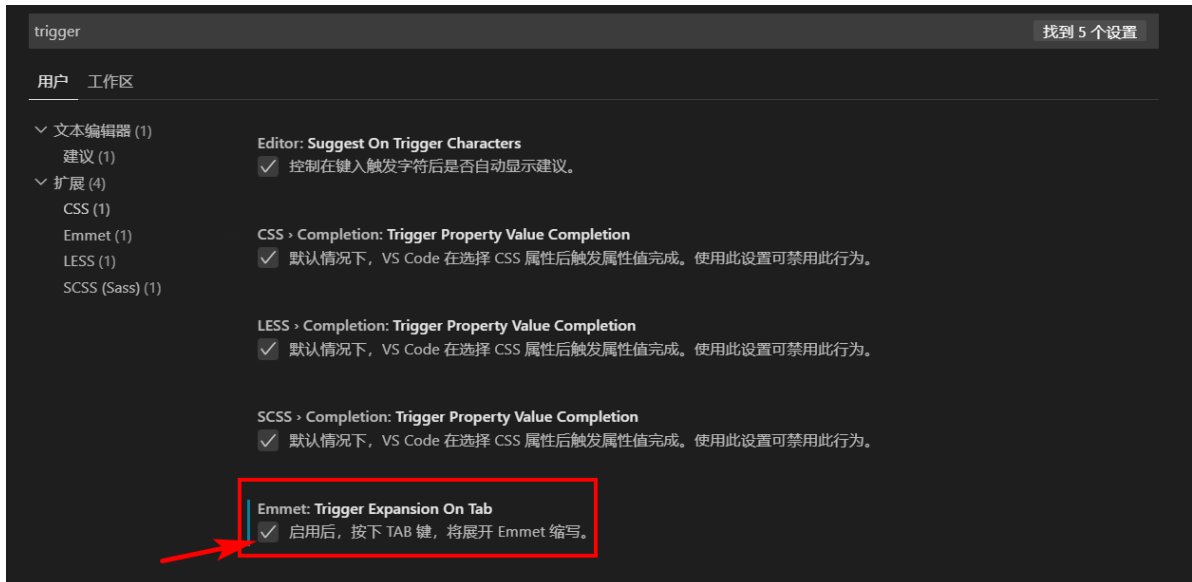 trigger 找到 5 个设置
用户 工作区
文本编辑器 (1)
建议 (1)
扩展 (4)
CSS (1)
Emmet (1)
LESS (1)
SCSS (Sass) (1)
Editor: Suggest On Trigger Characters
控制在键入触发字符后是否自动显示建议。
CSS › Completion: Trigger Property Value Completion
默认情况下，VS Code 在选择 CSS 属性后触发属性值完成。使用此设置可禁用此行为。
LESS › Completion: Trigger Property Value Completion
默认情况下，VS Code 在选择 CSS 属性后触发属性值完成。使用此设置可禁用此行为。
SCSS › Completion: Trigger Property Value Completion
默认情况下，VS Code 在选择 CSS 属性后触发属性值完成。使用此设置可禁用此行为。
Emmet: Trigger Expansion On Tab
启用后，按下 TAB 键，将展开 Emmet 缩写。